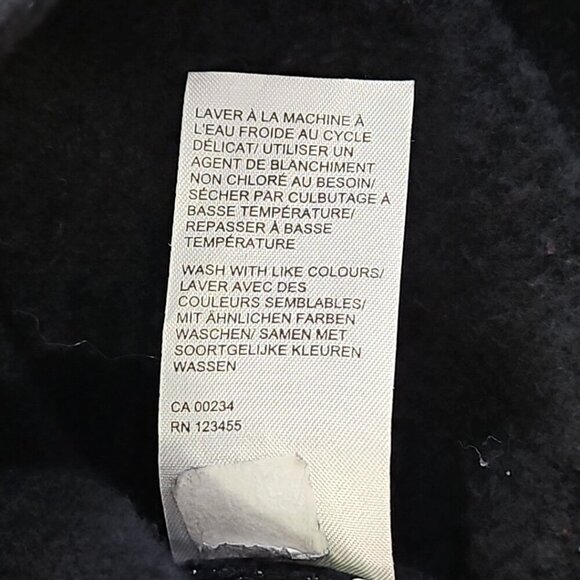 LAVER À LA MACHINE À
L'EAU FROIDE AU CYCLE
DÉLICAT/ UTILISER UN
AGENT DE BLANCHIMENT
NON CHLORÉ AU BESOIN/
SÉCHER PAR CULBUTAGE À
BASSE TEMPÉRATURE/
REPASSER À BASSE
TEMPÉRATURE
WASH WITH LIKE COLOURS/
LAVER AVEC DES
COULEURS SEMBLABLES/
MIT ÄHNLICHEN FARBEN
WASCHEN/ SAMEN MET
SOORTGELIJKE KLEUREN
WASSEN
CA 00234
RN 123455